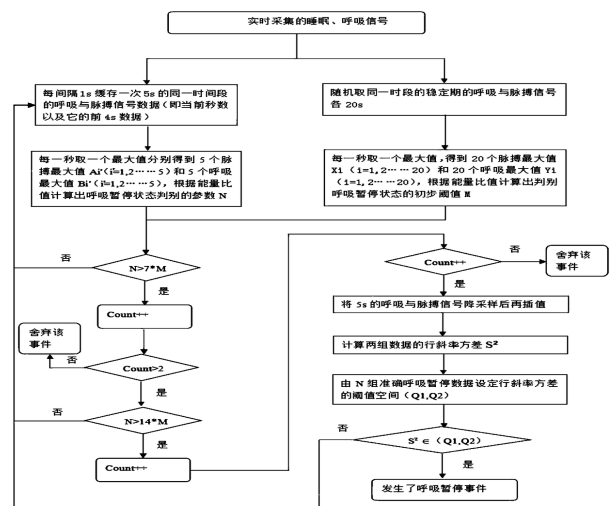 实时采集的睡眠、呼吸信号
每间隔1s缓存一次5s的同一时间段
的呼吸与脉搏信号数据（即当前秒数
以及它的前4s数据）
随机取同一时段的稳定期的呼吸与脉搏信号
各20s
每一秒取一个最大值分别得到5个脉
搏最大值Ai'(i'=1,2……5)和5个呼吸
最大值Bi'(i'=1,2……5)，根据能量比
值计算出呼吸暂停状态判别的参数N
每一秒取一个最大值，得到20个脉搏最大值
Xi（i=1,2……20）和20个呼吸最大值Yi
（i=1,2……20），根据能量比值计算出判别
呼吸暂停状态的初步阈值M
否
N>7*M
是
Count++
舍弃该
事件
否
Count>2
是
否
N>14*M
是
Count++
Count++
否
舍弃该
事件
是
将5s的呼吸与脉搏信号降采样后再插值
计算两组数据的行斜率方差S²
由N组准确呼吸暂停数据设定行斜率方差
的阈值空间（Q1,Q2）
否
S²∈（Q1,Q2）
是
发生了呼吸暂停事件